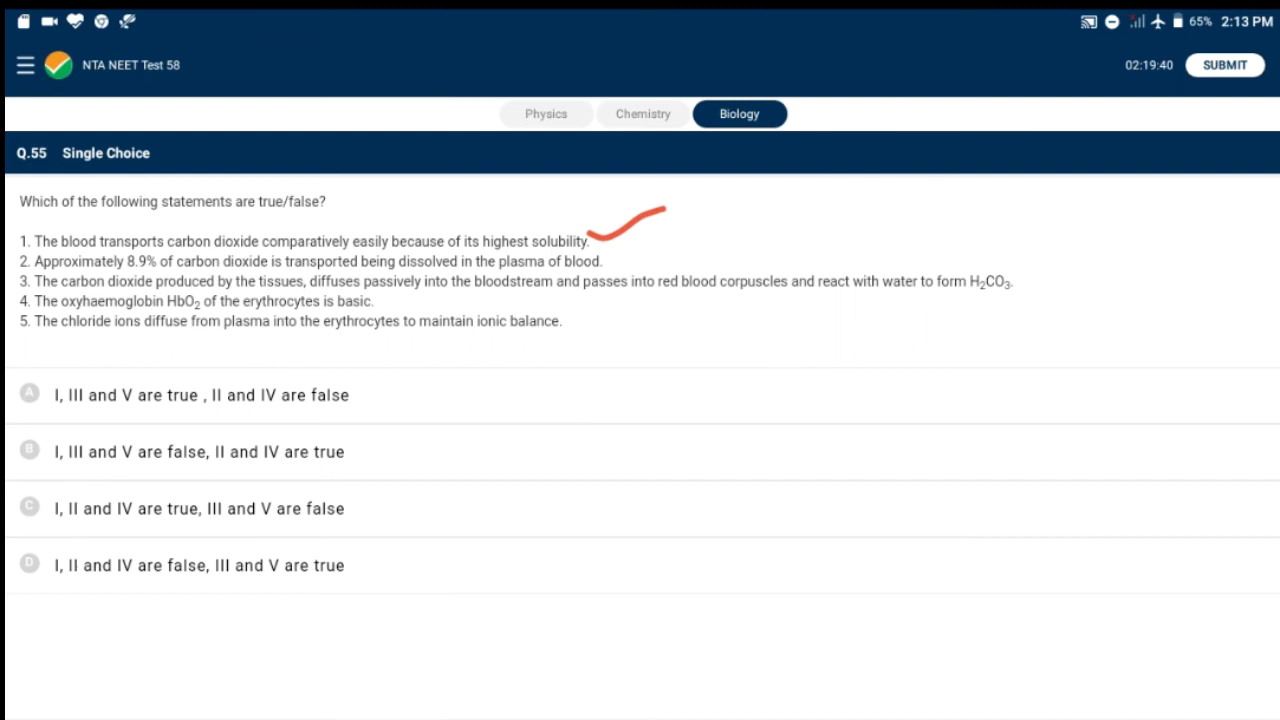 65% 2:13 PM
NTA NEET Test 58
02:19:40 SUBMIT
Physics Chemistry Biology
Q.55 Single Choice
Which of the following statements are true/false?
1. The blood transports carbon dioxide comparatively easily because of its highest solubility.
2. Approximately 8.9% of carbon dioxide is transported being dissolved in the plasma of blood.
3. The carbon dioxide produced by the tissues, diffuses passively into the bloodstream and passes into red blood corpuscles and react with water to form H₂CO₃.
4. The oxyhaemoglobin HbO₂ of the erythrocytes is basic.
5. The chloride ions diffuse from plasma into the erythrocytes to maintain ionic balance.
A I, III and V are true , II and IV are false
B I, III and V are false, II and IV are true
C I, II and IV are true, III and V are false
D I, II and IV are false, III and V are true